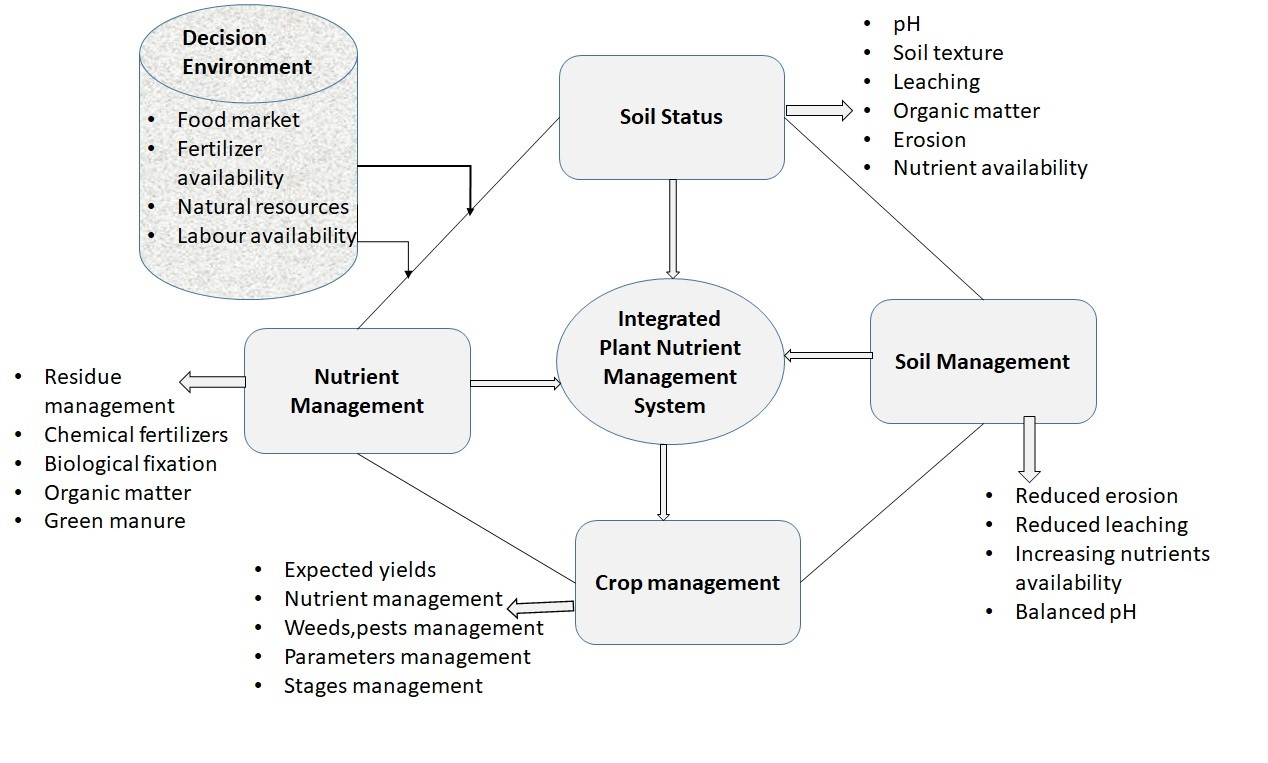 Decision
Environment
• Food market
• Fertilizer
availability
• Natural resources
• Labour availability
Soil Status
• pH
• Soil texture
• Leaching
• Organic matter
• Erosion
• Nutrient availability
Nutrient
Management
• Residue
management
• Chemical fertilizers
• Biological fixation
• Organic matter
• Green manure
Integrated
Plant Nutrient
Management
System
Soil Management
• Reduced erosion
• Reduced leaching
• Increasing nutrients
availability
• Balanced pH
Crop management
• Expected yields
• Nutrient management
• Weeds,pests management
• Parameters management
• Stages management